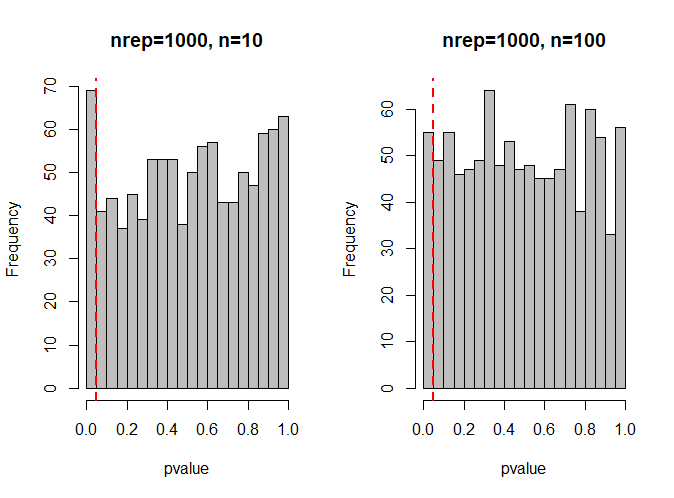 nrep=1000, n=10
Frequency
0 10 20 30 40 50 60 70
0.0 0.2 0.4 0.6 0.8 1.0
pvalue
nrep=1000, n=100
Frequency
0 10 20 30 40 50 60
0.0 0.2 0.4 0.6 0.8 1.0
pvalue